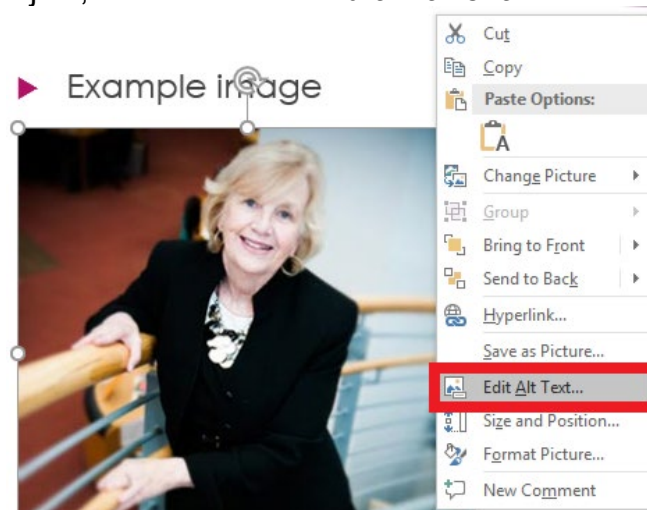 Example image
Cut
Copy
Paste Options:
A
Change Picture
Group
Bring to Front
Send to Back
Hyperlink...
Save as Picture...
Edit Alt Text...
Size and Position...
Format Picture...
New Comment